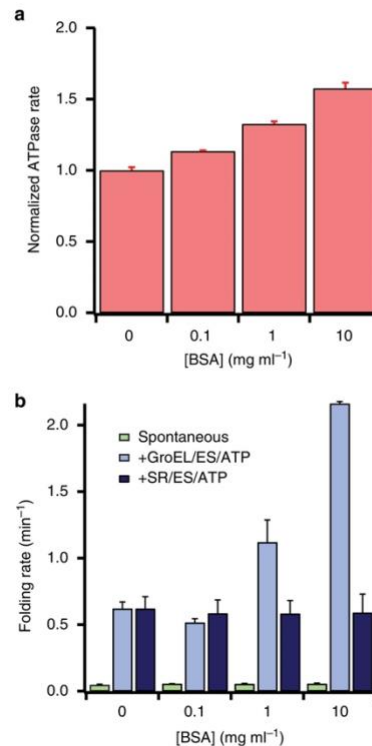 a
2.0
1.5
1.0
0.5
0.0
Normalized ATPase rate
0 0.1 1 10
[BSA] (mg ml⁻¹)
b
2.0
1.5
1.0
0.5
0.0
Folding rate (min⁻¹)
Spontaneous
+GroEL/ES/ATP
+SR/ES/ATP
0 0.1 1 10
[BSA] (mg ml⁻¹)